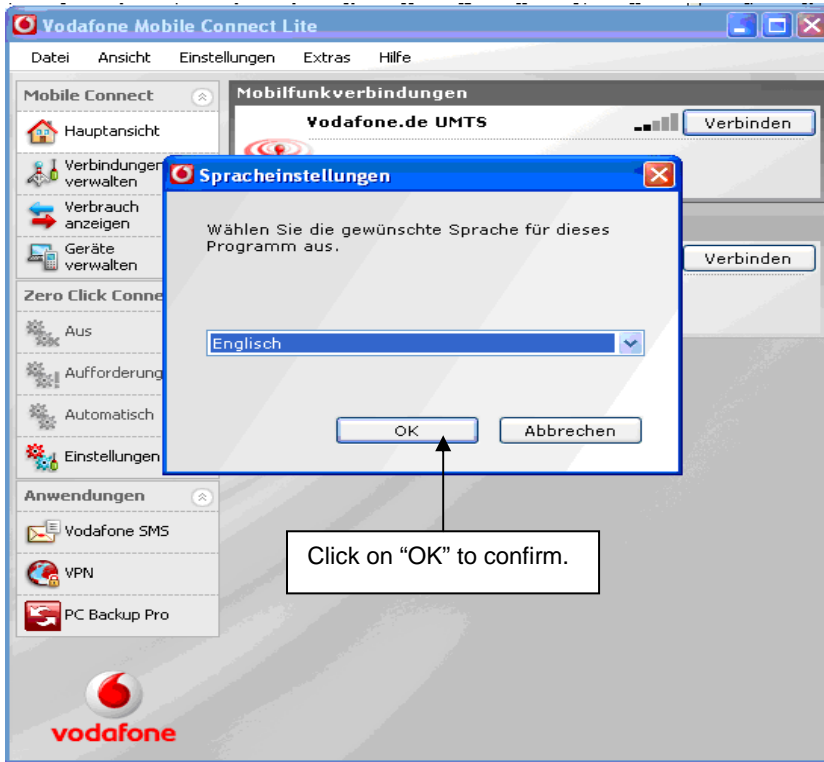 Vodafone Mobile Connect Lite
Datei Ansicht Einstellungen Extras Hilfe
Mobile Connect
Hauptansicht
Verbindungen
verwalten
Verbrauch
anzeigen
Geräte
verwalten
Zero Click Conne
Aus
Aufforderung
Automatisch
Einstellungen
Anwendungen
Vodafone SMS
VPN
PC Backup Pro
vodafone
Mobilfunkverbindungen
Vodafone.de UMTS
Verbinden
Verbinden
Spracheinstellungen
Wählen Sie die gewünschte Sprache für dieses
Programm aus.
Englisch
OK Abbrechen
Click on “OK” to confirm.